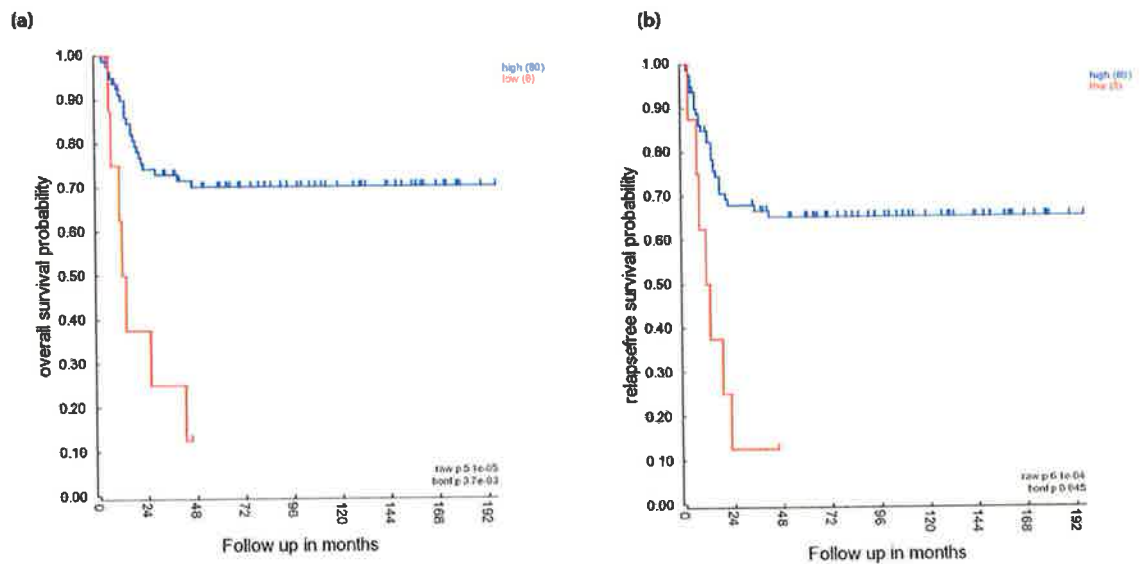 (a)
1.00
0.90
0.80
0.70
0.60
0.50
0.40
0.30
0.20
0.10
0.00
overall survival probability
high (80)
low (8)
raw p 5.1e-05
bonf p 3.7e-03
0 24 48 72 96 120 144 168 192
Follow up in months
(b)
1.00
0.90
0.80
0.70
0.60
0.50
0.40
0.30
0.20
0.10
0.00
relapsefree survival probability
high (80)
low
raw p 6.1e-04
bonf p 0.045
0 24 48 72 96 120 144 168 192
Follow up in months